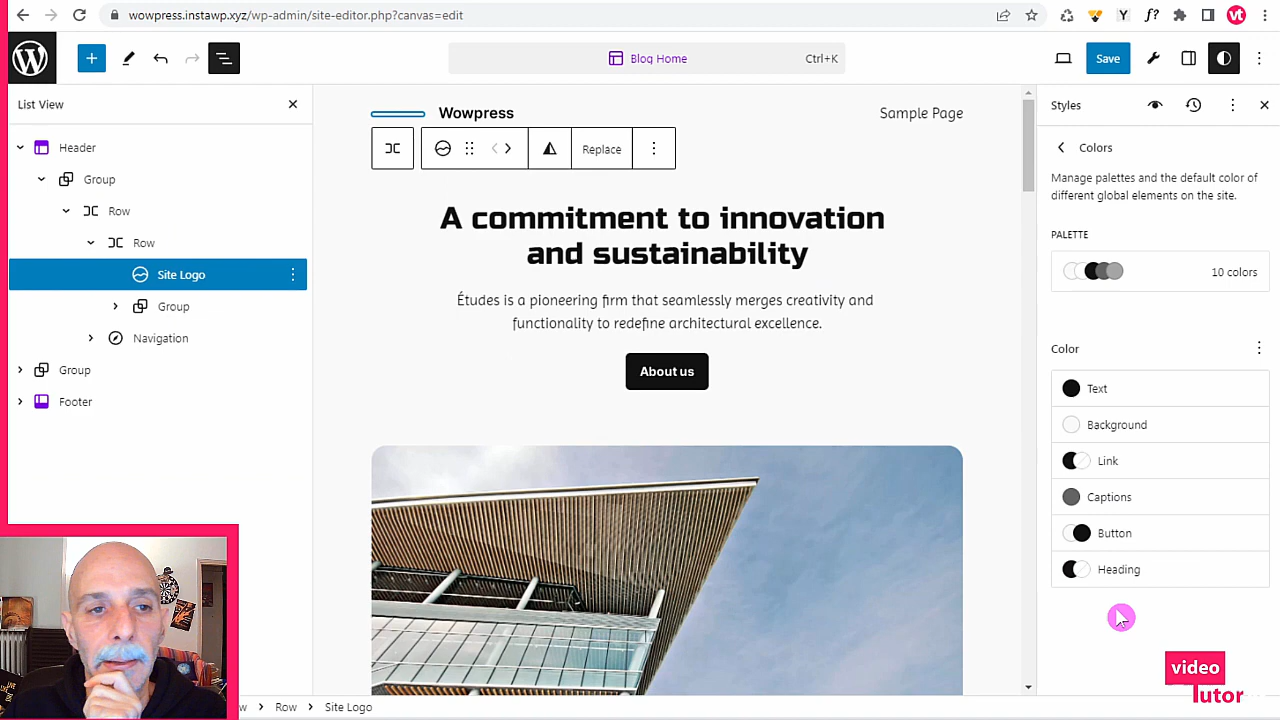 wowpress.instawp.xyz/wp-admin/site-editor.php?canvas=edit
Blog Home
Ctrl+K
Save
List View
Header
Group
Row
Row
Site Logo
Group
Navigation
Group
Footer
Wowpress
Sample Page
Replace
A commitment to innovation
and sustainability
Études is a pioneering firm that seamlessly merges creativity and
functionality to redefine architectural excellence.
About us
Styles
Colors
Manage palettes and the default color of
different global elements on the site.
PALETTE
10 colors
Color
Text
Background
Link
Captions
Button
Heading
video
Row
Site Logo